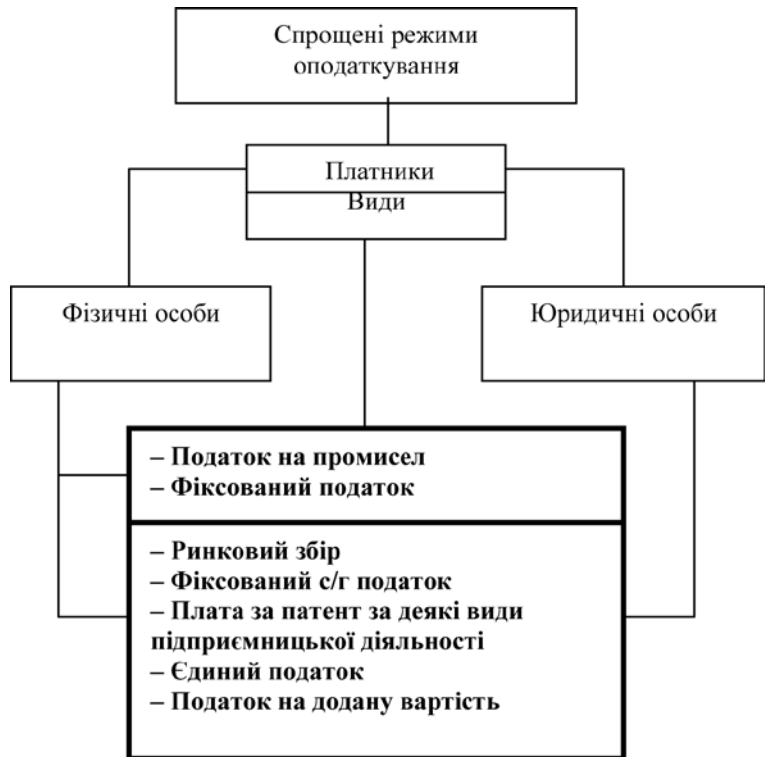 Спрощені режими
оподаткування
Платники
Види
Фізичні особи
Юридичні особи
– Податок на промисел
– Фіксований податок
– Ринковий збір
– Фіксований с/г податок
– Плата за патент за деякі види
підприємницької діяльності
– Єдиний податок
– Податок на додану вартість